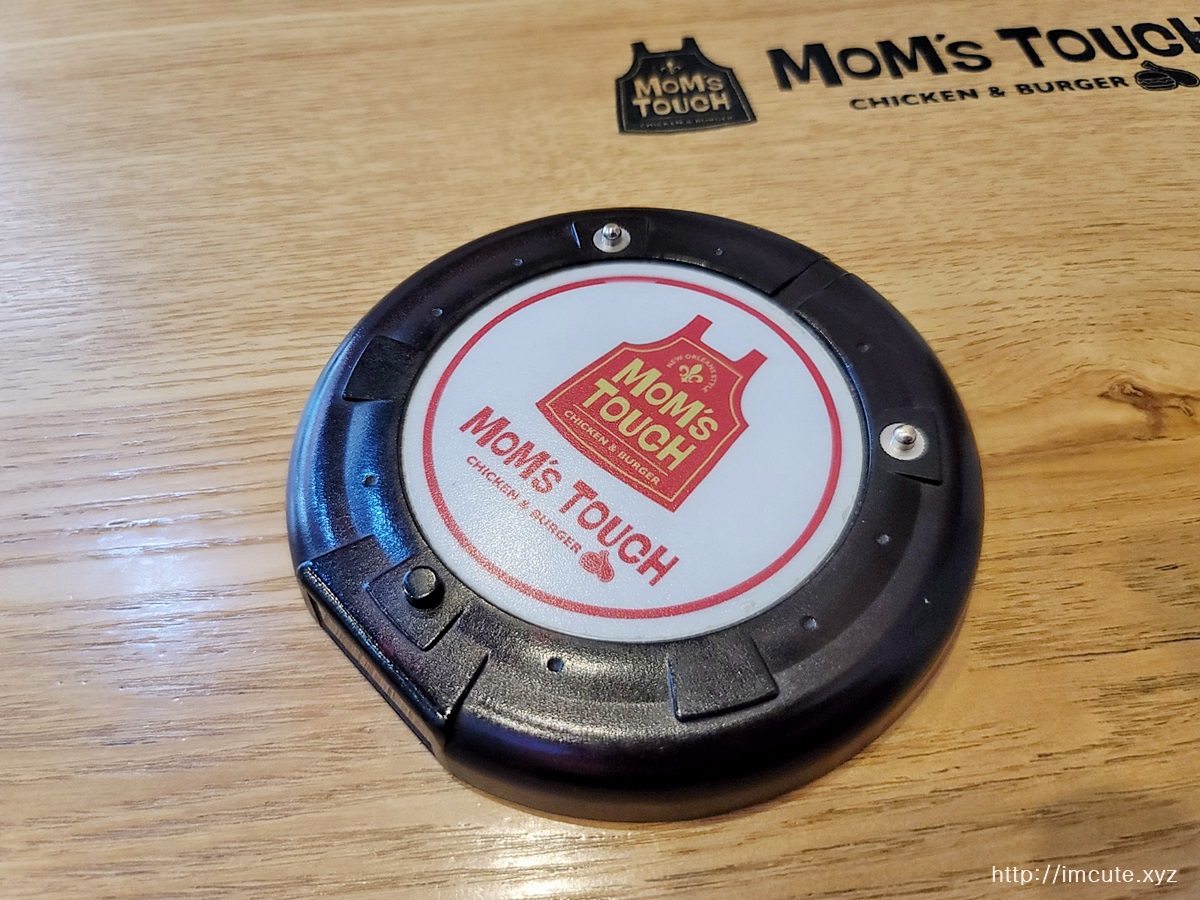 MOM'S
TOUCH
CHICKEN & BURGER
MOM'S TOUCH
CHICKEN & BURGER
NEW ORLEANS STYLE
MOM'S
TOUCH
CHICKEN & BURGER
MOM'S TOUCH
CHICKEN & BURGER
http://imcute.xyz